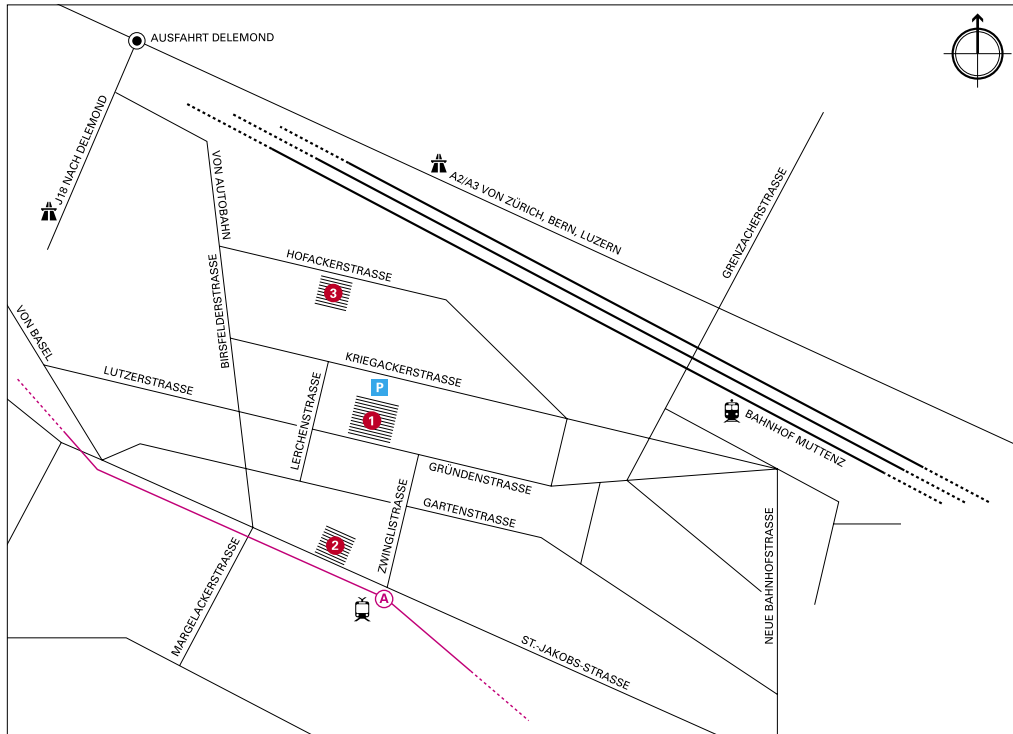 AUSFAHRT DELEMOND
J18 NACH DELEMOND
A2/A3 VON ZÜRICH, BERN, LUZERN
VON AUTOBAHN
GRENZACHERSTRASSE
HOFACKERSTRASSE
3
BIRSFELDERSTRASSE
VON BASEL
KRIEGACKERSTRASSE
LUTZERSTRASSE
P
LERCHENSTRASSE
1
BAHNHOF MUTTENZ
GRÜNDENSTRASSE
GARTENSTRASSE
ZWINGLISTRASSE
2
NEUE BAHNHOFSTRASSE
MARGELACKERSTRASSE
A
ST.-JAKOBS-STRASSE